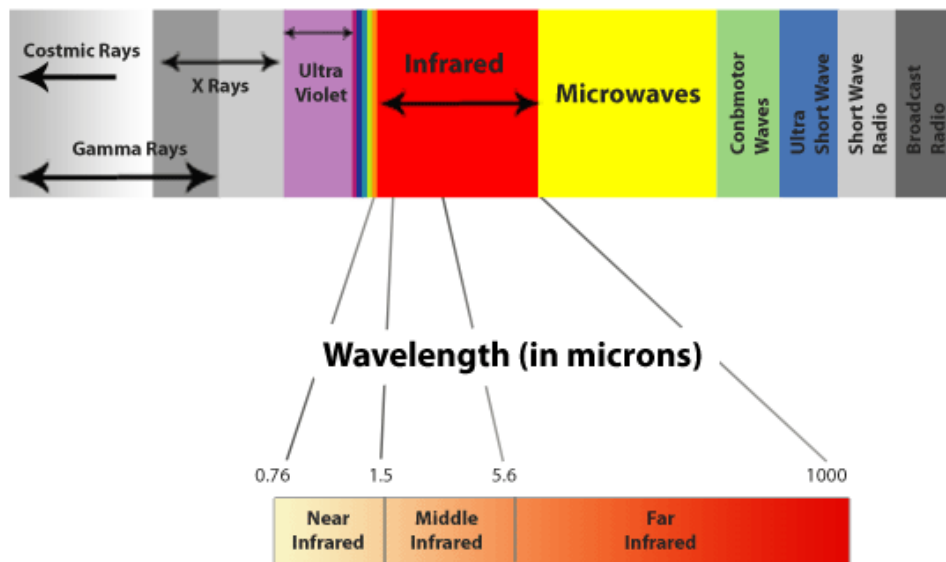 Costmic Rays
X Rays
Gamma Rays
Ultra
Violet
Infrared
Microwaves
Conbmotor
Waves
Ultra
Short Wave
Short Wave
Radio
Broadcast
Radio
Wavelength (in microns)
0.76
1.5
5.6
1000
Near
Infrared
Middle
Infrared
Far
Infrared